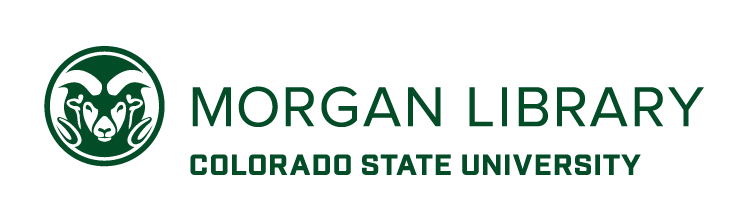 MORGAN LIBRARY
COLORADO STATE UNIVERSITY